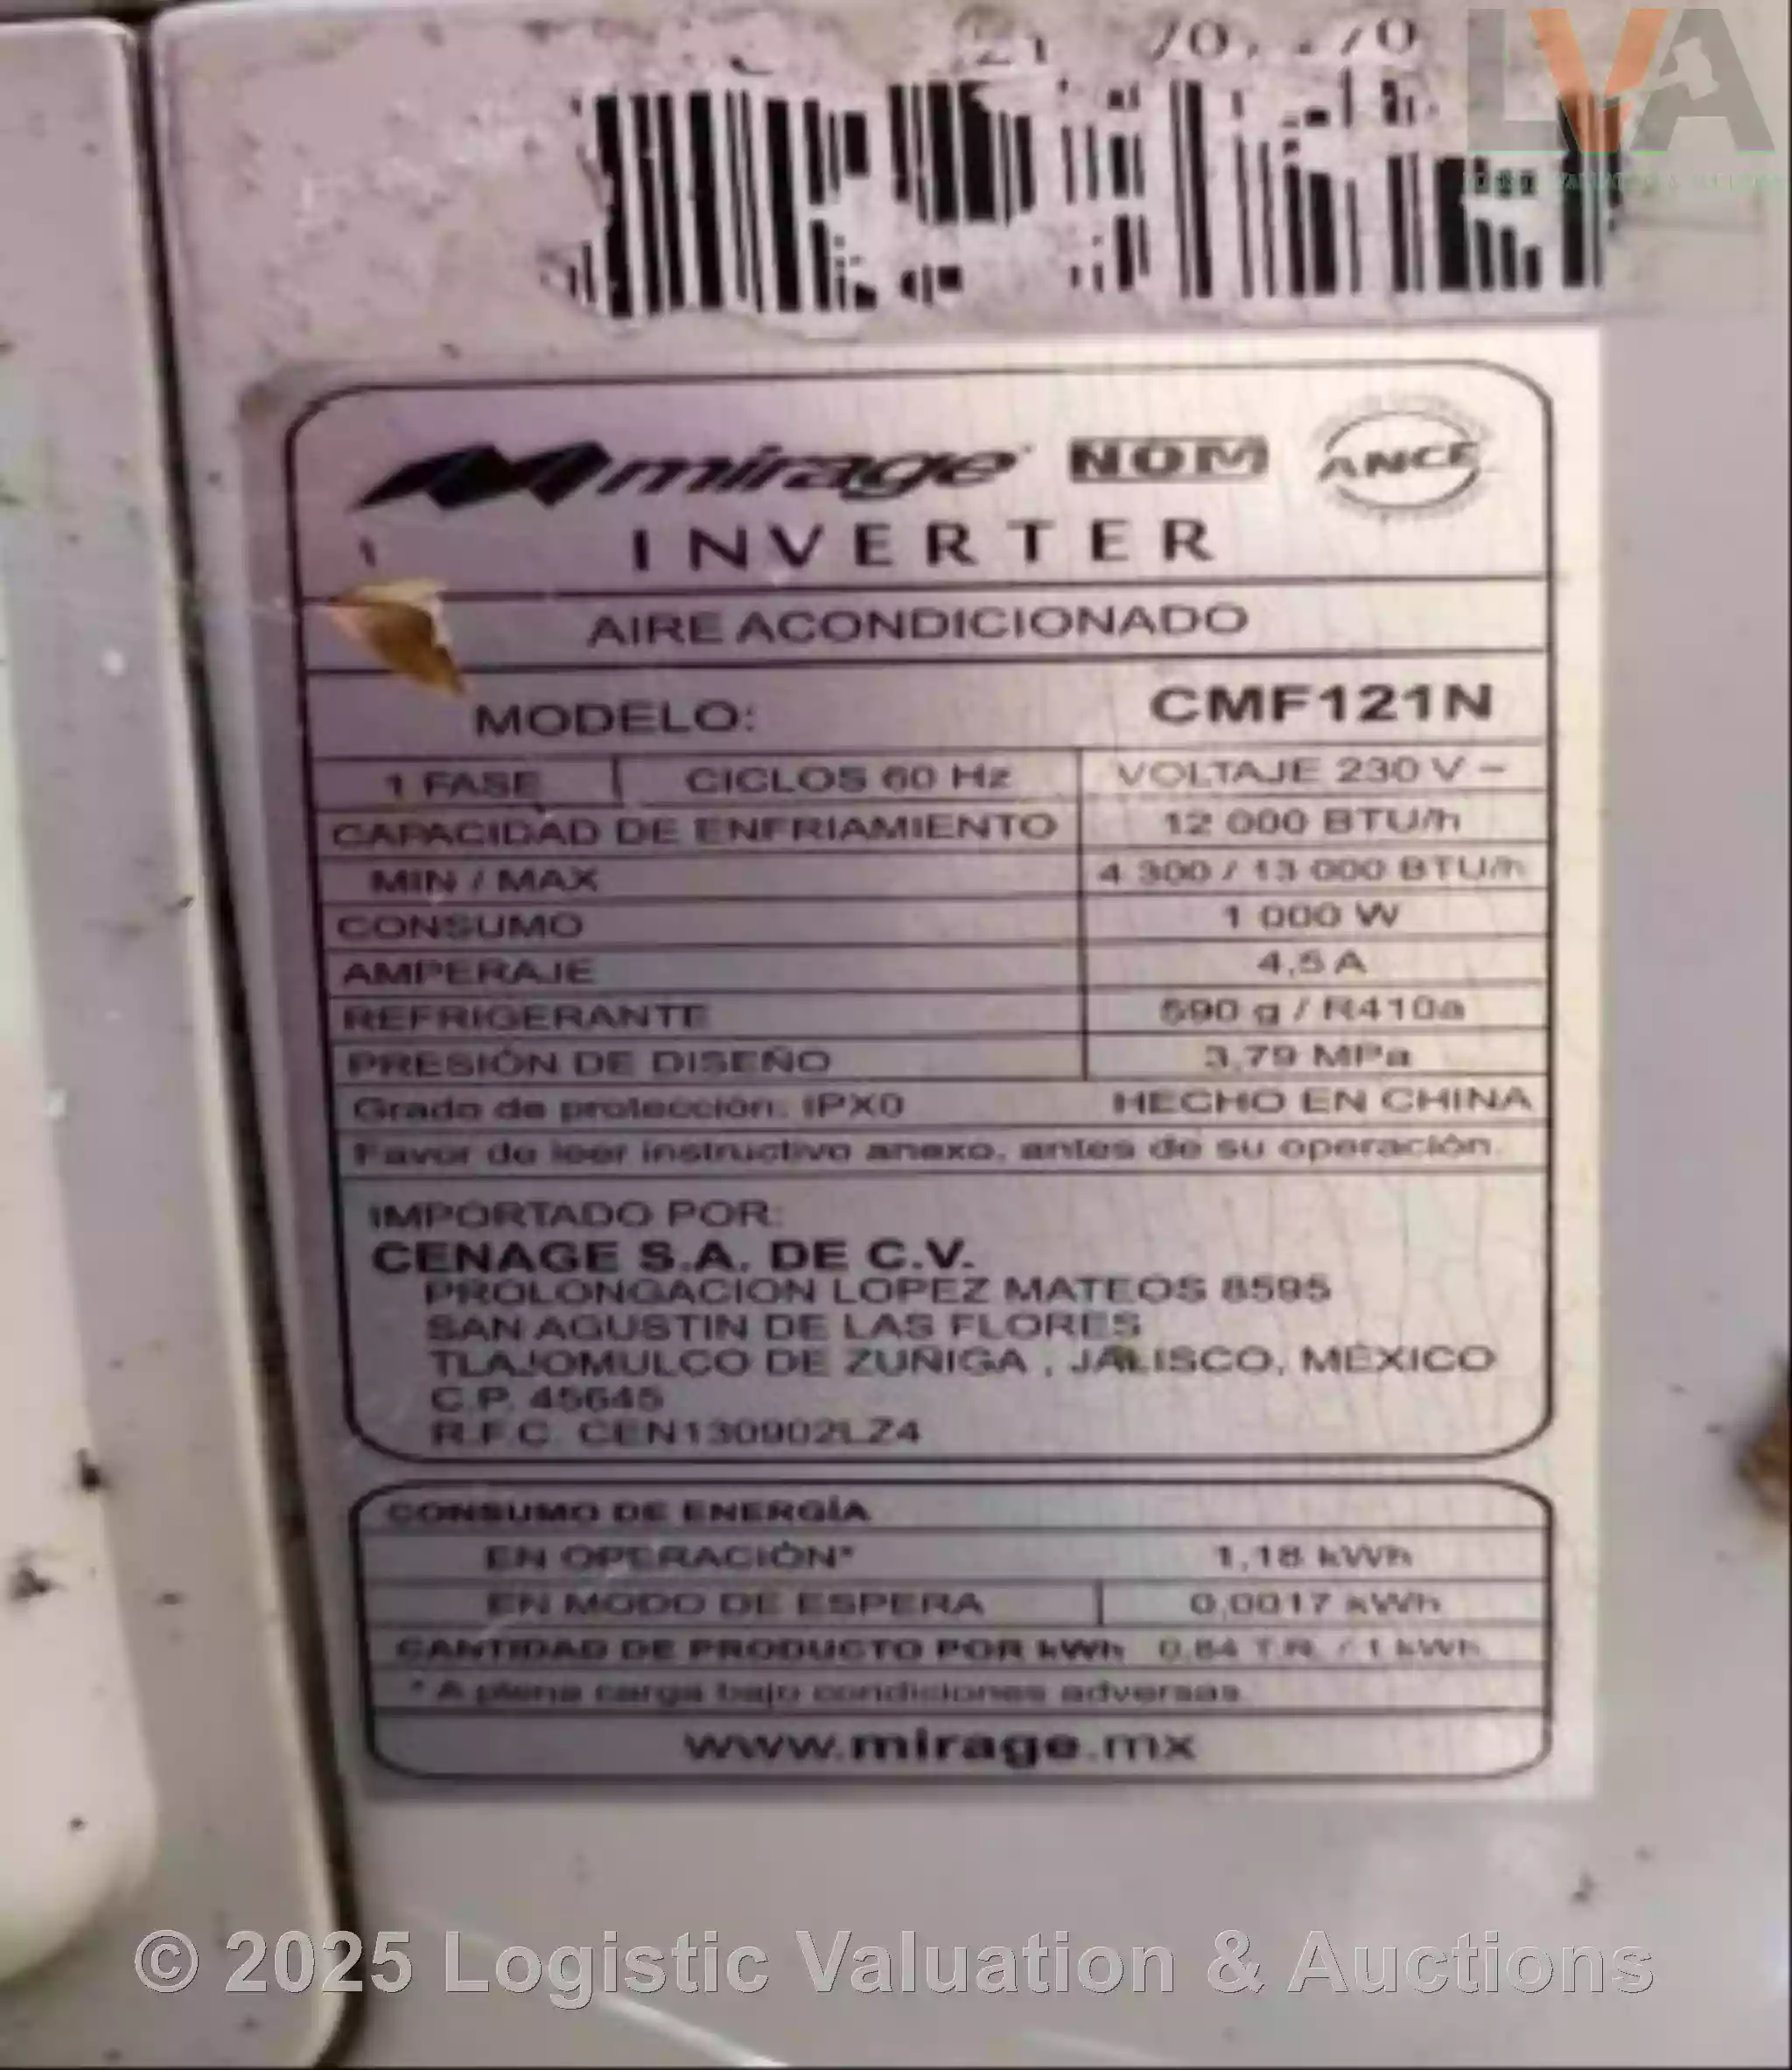 LVA
mirage NOM ANCE
INVERTER
AIRE ACONDICIONADO
MODELO: CMF121N
1 FASE CICLOS 60 Hz VOLTAJE 230 V ~
CAPACIDAD DE ENFRIAMIENTO 12 000 BTU/h
MIN / MAX 4 300 / 13 000 BTU/h
CONSUMO 1 000 W
AMPERAJE 4,5 A
REFRIGERANTE 590 g / R410a
PRESIÓN DE DISEÑO 3,79 MPa
Grado de protección: IPX0 HECHO EN CHINA
Favor de leer instructivo anexo, antes de su operación.
IMPORTADO POR:
CENAGE S.A. DE C.V.
PROLONGACION LOPEZ MATEOS 8595
SAN AGUSTIN DE LAS FLORES
TLAJOMULCO DE ZUÑIGA , JALISCO, MÉXICO
C.P. 45645
R.F.C. CEN130902LZ4
CONSUMO DE ENERGÍA
EN OPERACIÓN* 1,18 kWh
EN MODO DE ESPERA 0,0017 kWh
CANTIDAD DE PRODUCTO POR kWh 0,84 T.R. / 1 kWh
* A plena carga bajo condiciones adversas.
www.mirage.mx
© 2025 Logistic Valuation & Auctions